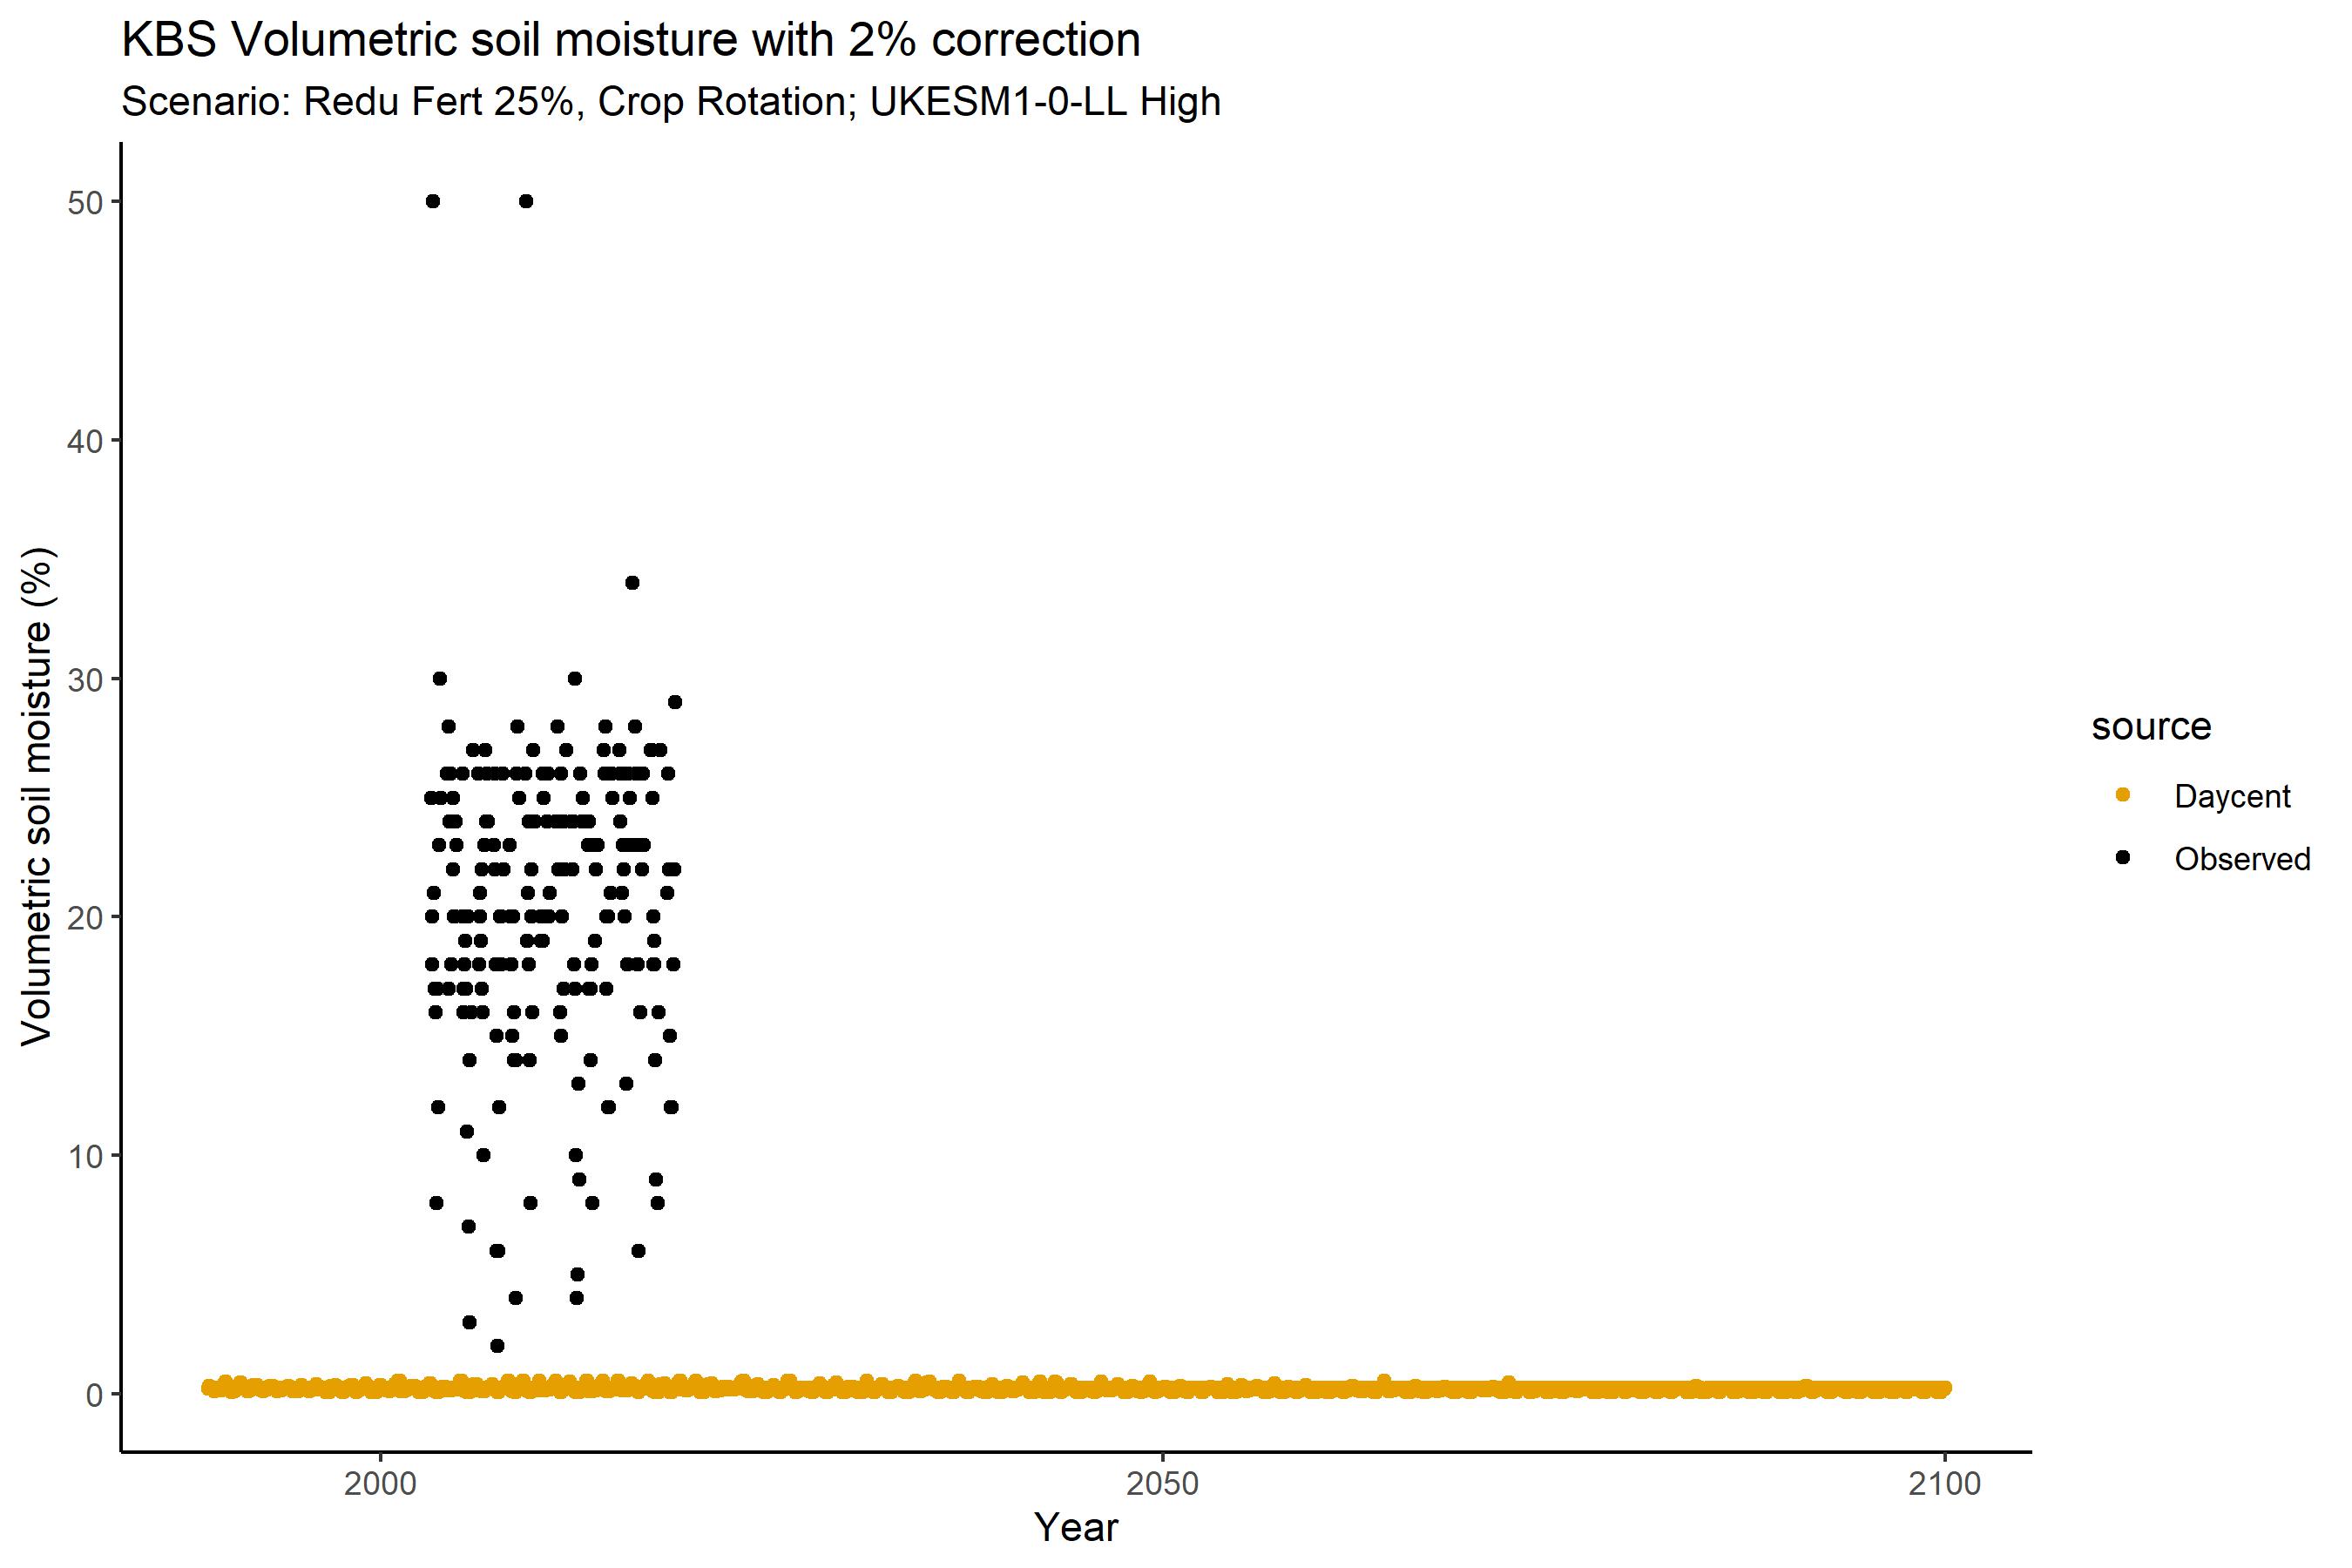 KBS Volumetric soil moisture with 2% correction
Scenario: Redu Fert 25%, Crop Rotation; UKESM1-0-LL High
Volumetric soil moisture (%)
50
40
30
20
10
0
2000
2050
2100
Year
source
Daycent
Observed